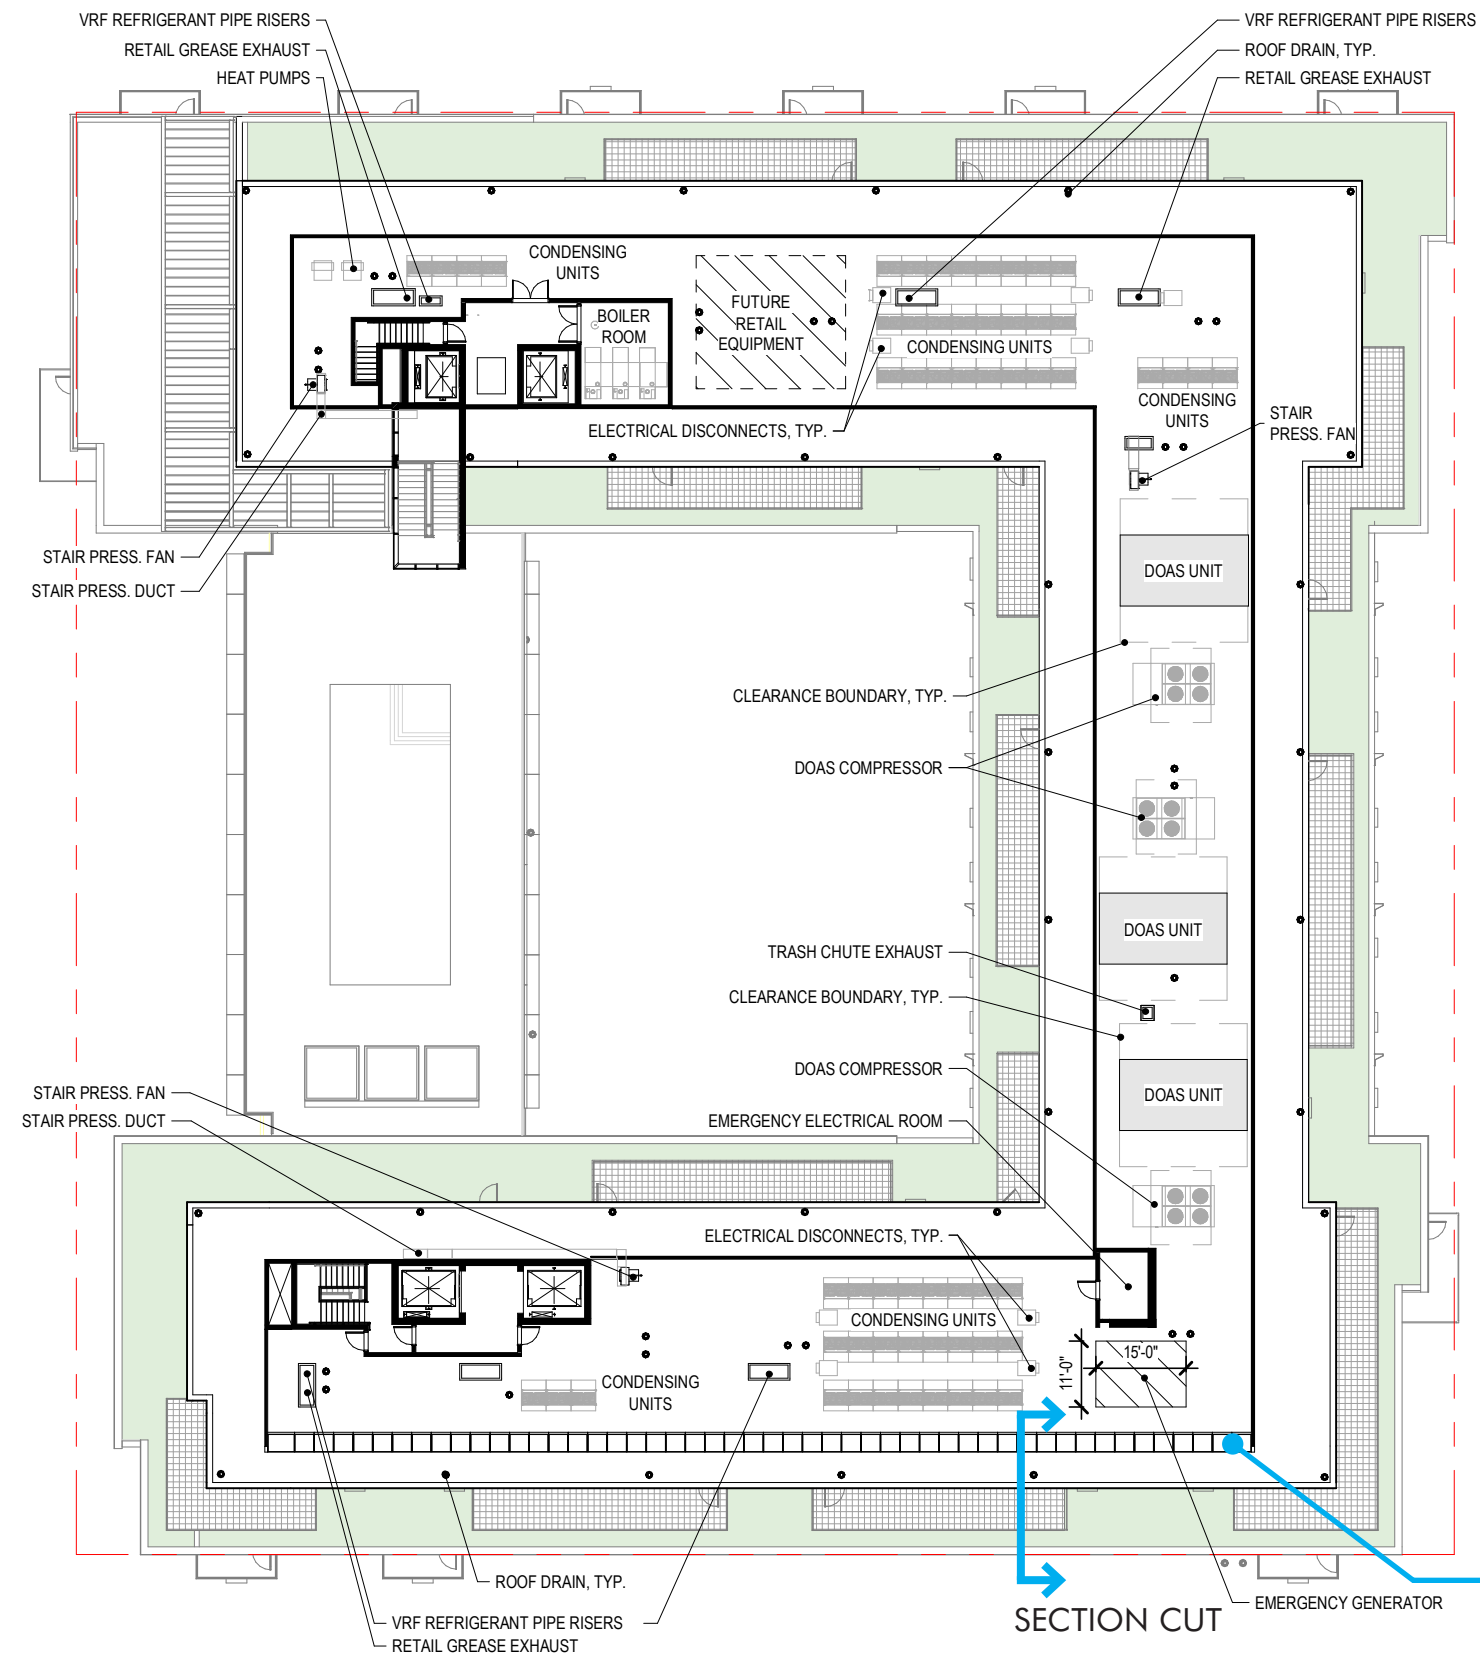 VRF REFRIGERANT PIPE RISERS
RETAIL GREASE EXHAUST
HEAT PUMPS
VRF REFRIGERANT PIPE RISERS
ROOF DRAIN, TYP.
RETAIL GREASE EXHAUST
CONDENSING
UNITS
BOILER
ROOM
FUTURE
RETAIL
EQUIPMENT
CONDENSING UNITS
CONDENSING
UNITS
ELECTRICAL DISCONNECTS, TYP.
STAIR
PRESS. FAN
STAIR PRESS. FAN
STAIR PRESS. DUCT
DOAS UNIT
CLEARANCE BOUNDARY, TYP.
DOAS COMPRESSOR
DOAS UNIT
TRASH CHUTE EXHAUST
CLEARANCE BOUNDARY, TYP.
DOAS COMPRESSOR
DOAS UNIT
STAIR PRESS. FAN
STAIR PRESS. DUCT
EMERGENCY ELECTRICAL ROOM
ELECTRICAL DISCONNECTS, TYP.
CONDENSING UNITS
15'-0"
11'-0"
CONDENSING
UNITS
ROOF DRAIN, TYP.
VRF REFRIGERANT PIPE RISERS
RETAIL GREASE EXHAUST
SECTION CUT
EMERGENCY GENERATOR